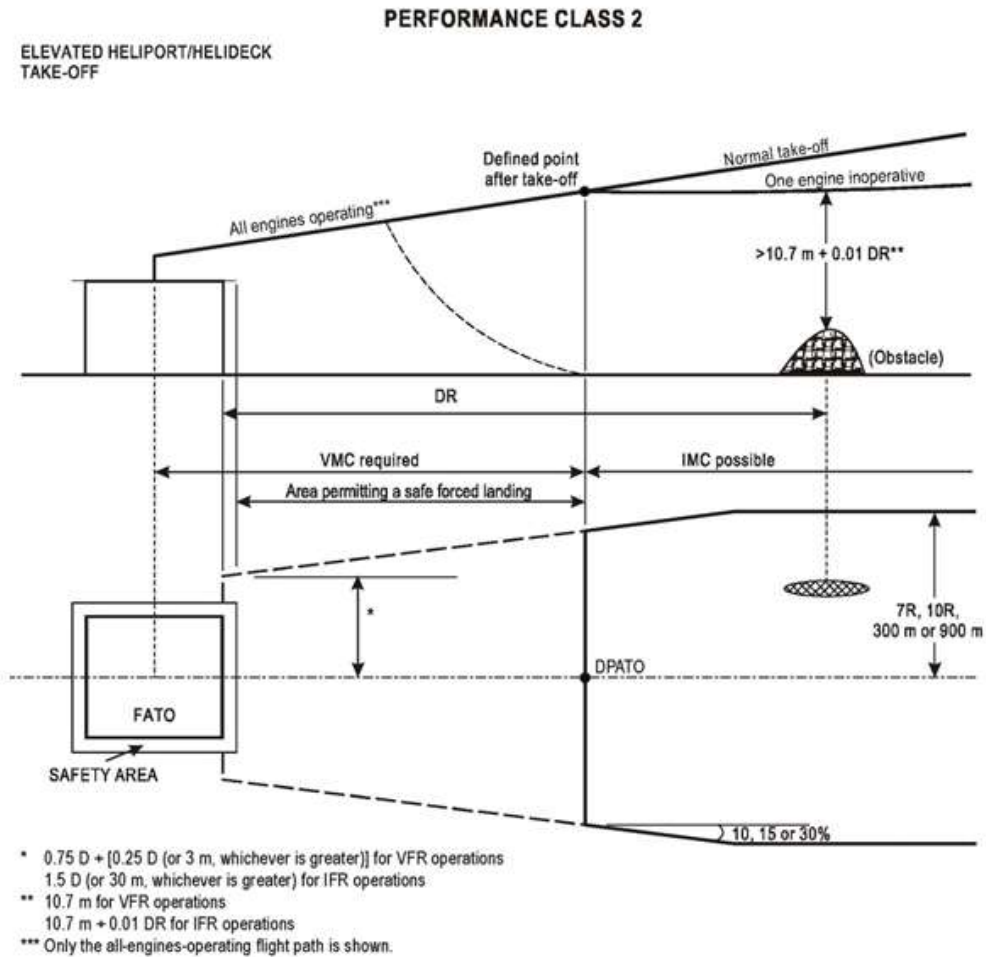 PERFORMANCE CLASS 2
ELEVATED HELIPORT/HELIDECK
TAKE-OFF
Defined point
after take-off
Normal take-off
One engine inoperative
All engines operating***
>10.7 m + 0.01 DR**
(Obstacle)
DR
VMC required
IMC possible
Area permitting a safe forced landing
*
7R, 10R,
300 m or 900 m
DPATO
FATO
SAFETY AREA
10, 15 or 30%
* 0.75 D + [0.25 D (or 3 m, whichever is greater)] for VFR operations
1.5 D (or 30 m, whichever is greater) for IFR operations
** 10.7 m for VFR operations
10.7 m + 0.01 DR for IFR operations
*** Only the all-engines-operating flight path is shown.